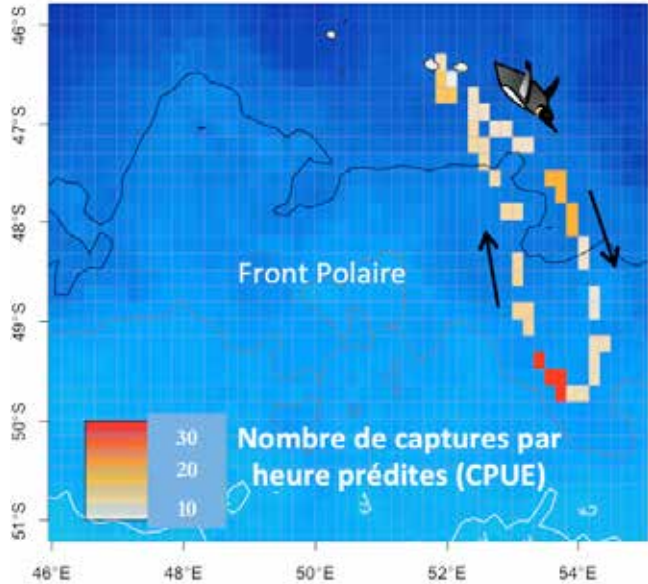 46°S
47°S
48°S
49°S
50°S
51°S
Front Polaire
30
20
10
Nombre de captures par
heure prédites (CPUE)
46°E
48°E
50°E
52°E
54°E